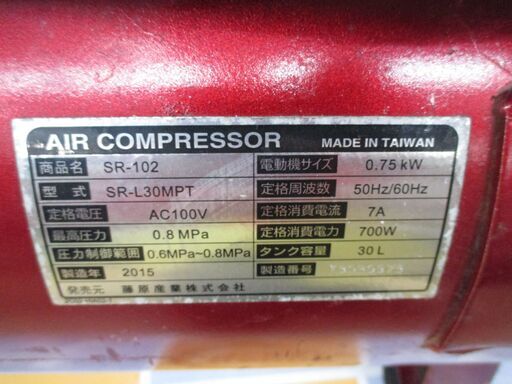 AIR COMPRESSOR MADE IN TAIWAN
商品名 SR-102 電動機サイズ 0.75 kW
型 式 SR-L30MPT 定格周波数 50Hz/60Hz
定格電圧 AC100V 定格消費電流 7A
最高圧力 0.8 MPa 定格消費電力 700W
圧力制御範囲 0.6MPa~0.8MPa タンク容量 30 L
製造年 2015 製造番号
発売元 藤原産業株式会社